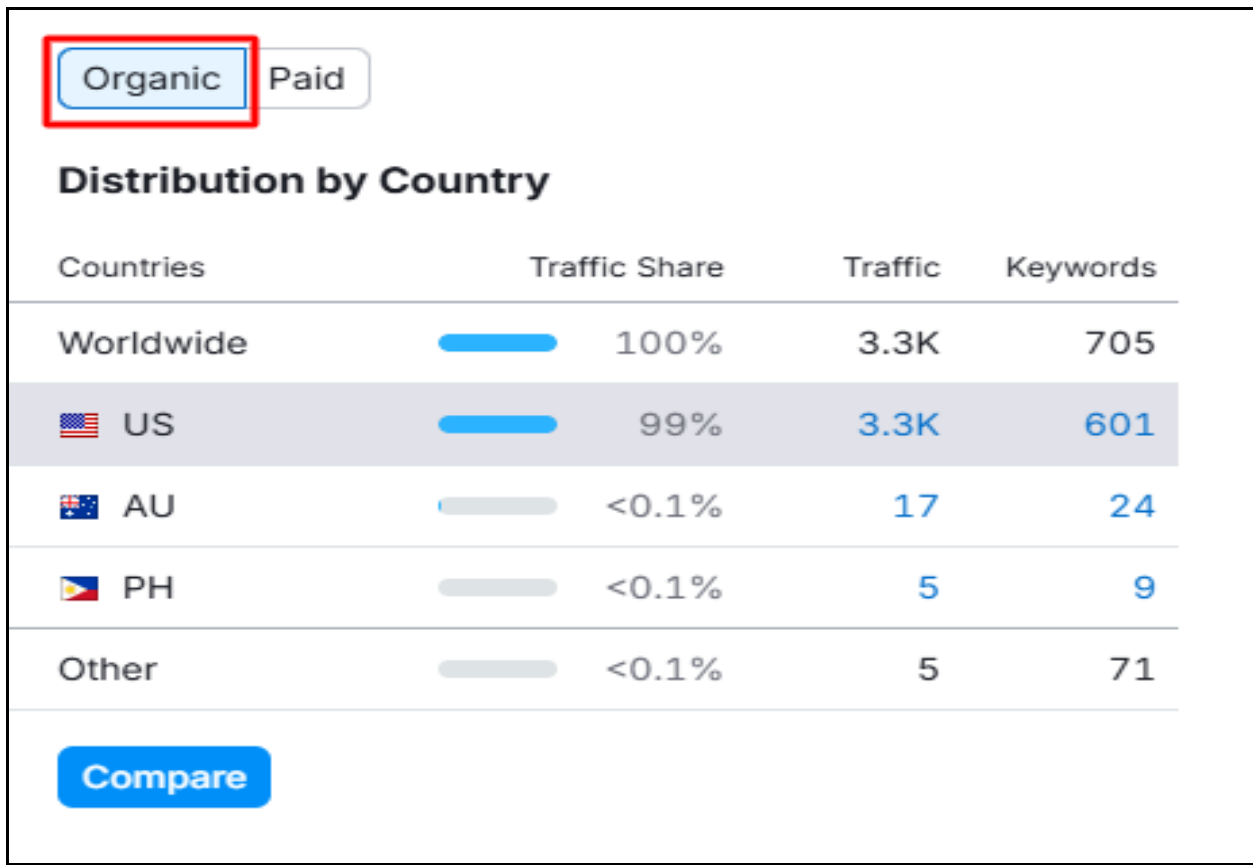 Organic Paid
Distribution by Country
Countries Traffic Share Traffic Keywords
Worldwide 100% 3.3K 705
US 99% 3.3K 601
AU <0.1% 17 24
PH <0.1% 5 9
Other <0.1% 5 71
Compare